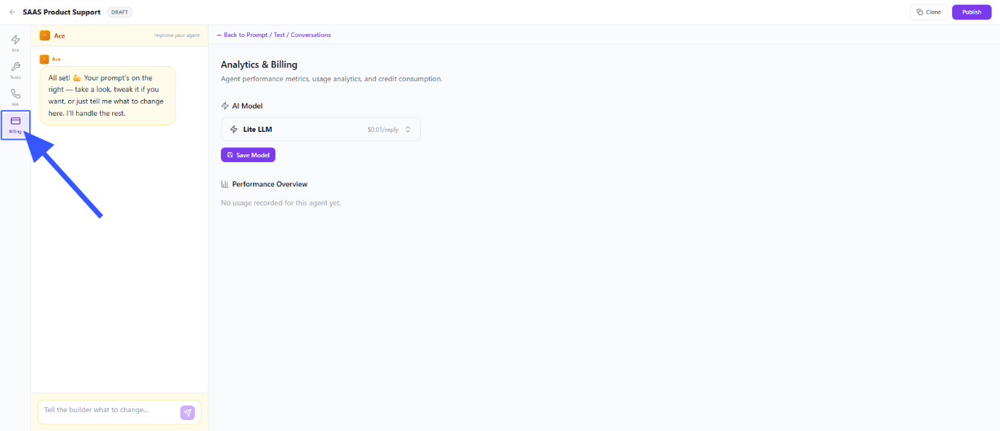 SAAS Product Support
DRAFT
Clone
Publish
Ace
Tools
WA
Billing
Ace
Improve your agent
Ace
All set! 💪 Your prompt's on the
right — take a look, tweak it if you
want, or just tell me what to change
here. I'll handle the rest.
Tell the builder what to change...
← Back to Prompt / Test / Conversations
Analytics & Billing
Agent performance metrics, usage analytics, and credit consumption.
AI Model
Lite LLM
$0.01/reply
Save Model
Performance Overview
No usage recorded for this agent yet.